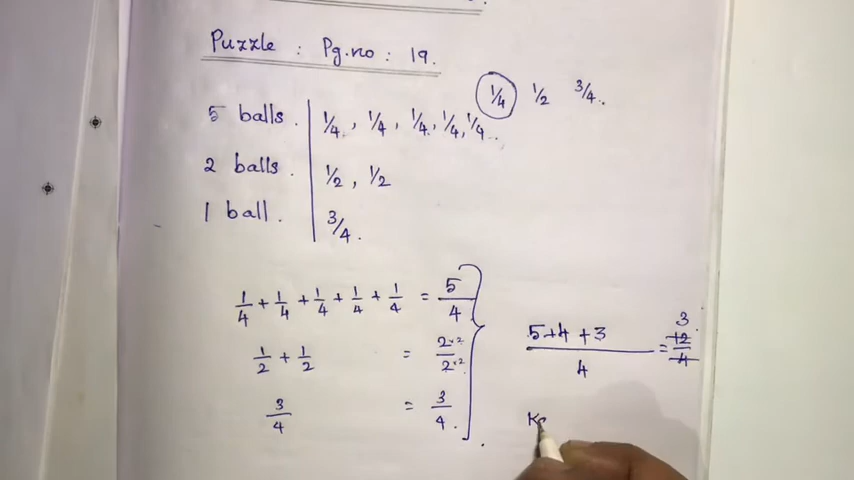 Puzzle : Pg.no : 19.
1/4 1/2 3/4.
5 balls. 1/4, 1/4, 1/4, 1/4, 1/4.
2 balls. 1/2, 1/2
1 ball. 3/4.
1/4 + 1/4 + 1/4 + 1/4 + 1/4 = 5/4
1/2 + 1/2 = 2×2/2×2
3/4 = 3/4.
5+4+3/4 = 12/4 3